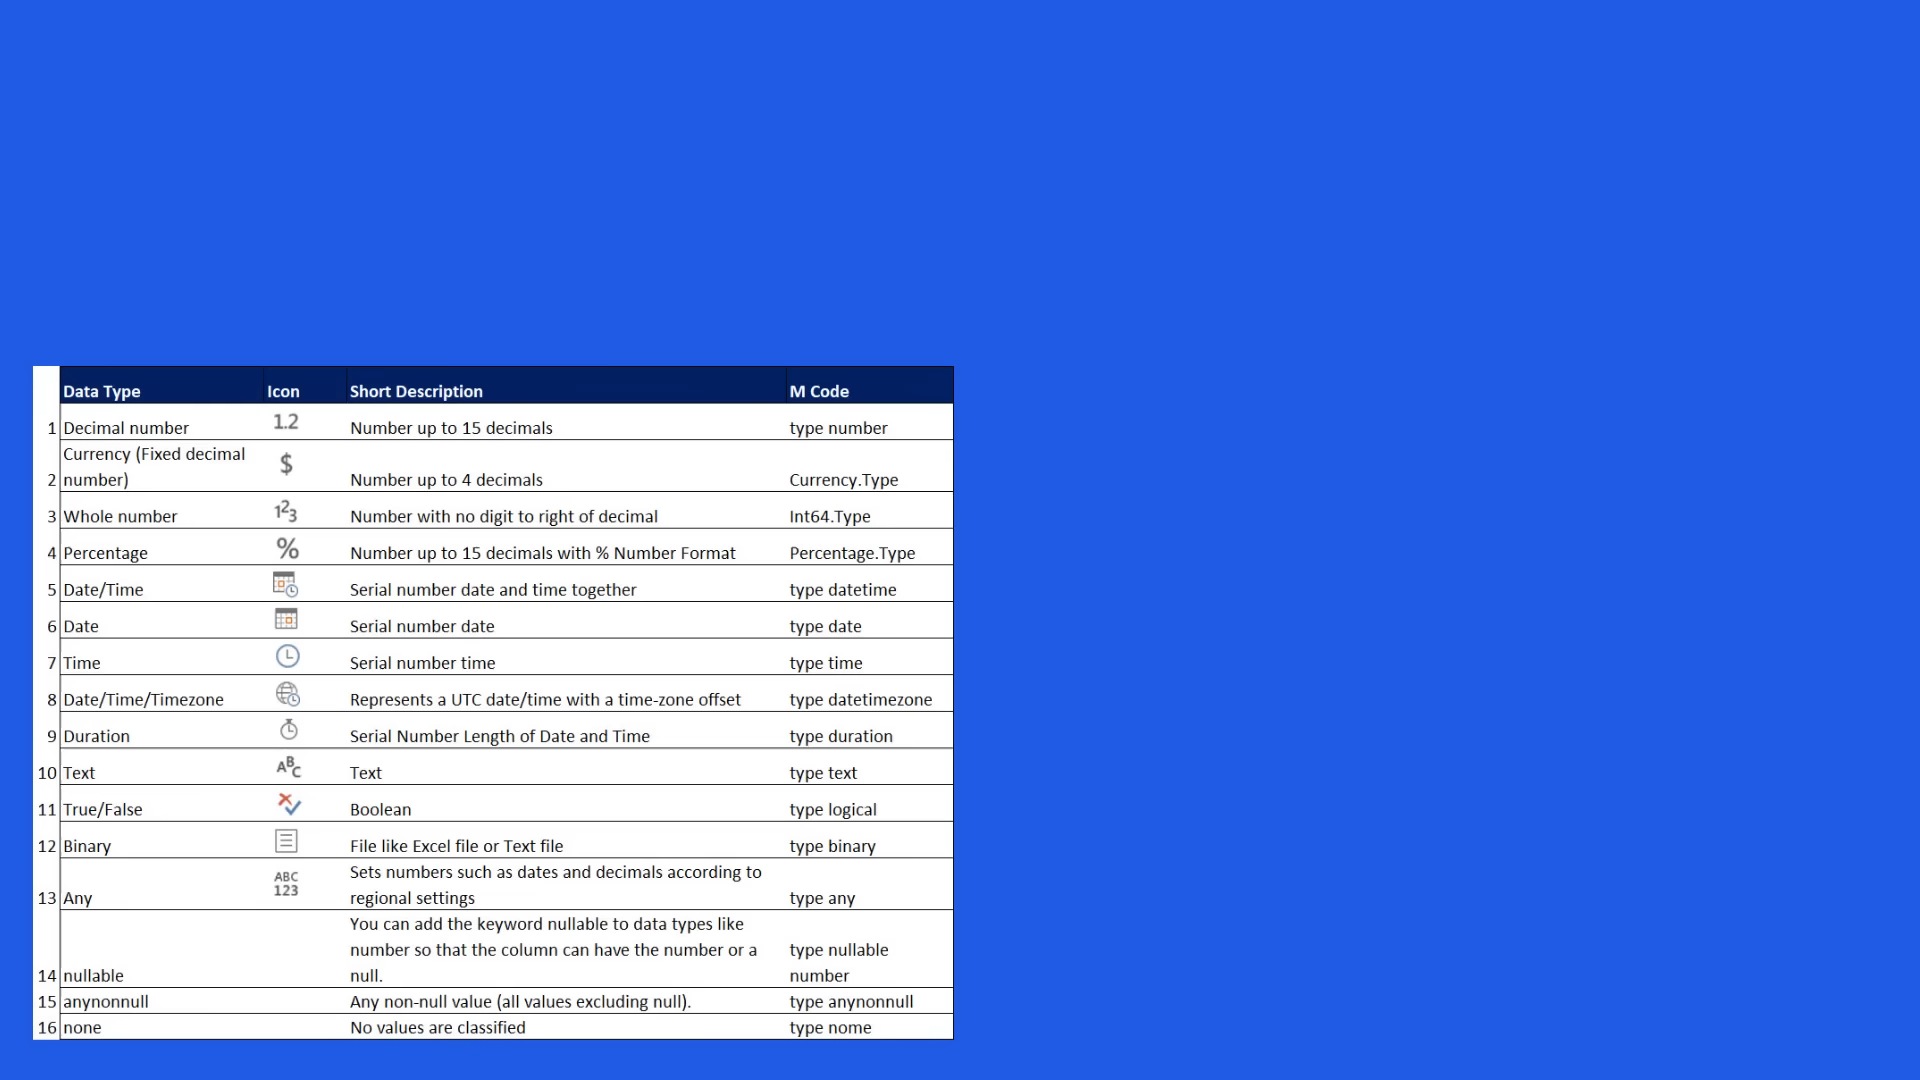 Data Type Icon Short Description M Code
1 Decimal number 1.2 Number up to 15 decimals type number
Currency (Fixed decimal
2 number) $ Number up to 4 decimals Currency.Type
3 Whole number 123 Number with no digit to right of decimal Int64.Type
4 Percentage % Number up to 15 decimals with % Number Format Percentage.Type
5 Date/Time Serial number date and time together type datetime
6 Date Serial number date type date
7 Time Serial number time type time
8 Date/Time/Timezone Represents a UTC date/time with a time-zone offset type datetimezone
9 Duration Serial Number Length of Date and Time type duration
10 Text ABC Text type text
11 True/False Boolean type logical
12 Binary File like Excel file or Text file type binary
ABC Sets numbers such as dates and decimals according to
13 Any 123 regional settings type any
You can add the keyword nullable to data types like
number so that the column can have the number or a type nullable
14 nullable null. number
15 anynonnull Any non-null value (all values excluding null). type anynonnull
16 none No values are classified type nome